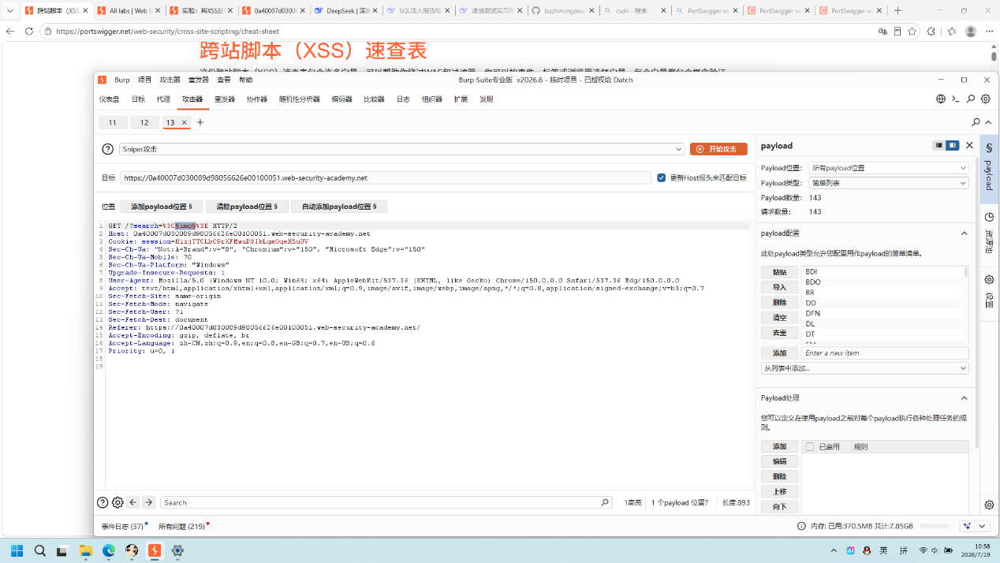 跨站脚本（XSS
All labs | Web S
实验：将XSS反
0a40007d0300
DeepSeek | 深
SQL注入报告
渗透测试实习
buzhimingdea
csdn - 搜索
PortSwigger w
PortSwigger w
PortSwigger w
https://portswigger.net/web-security/cross-site-scripting/cheat-sheet
跨站脚本（XSS）速查表
Burp 项目 攻击器 重发器 查看 帮助
Burp Suite专业版 v2026.6 - 临时项目 - 已授权给 Datch
仪表盘 目标 代理 攻击器 重发器 协作器 随机性分析器 编码器 比较器 日志 组织器 扩展 发现
11 12 13
Sniper攻击
开始攻击
目标 https://0a40007d030089d98056626e00100051.web-security-academy.net
更新Host报头来匹配目标
位置 添加payload位置 § 清除payload位置 § 自动添加payload位置 §
1 GET /?search=%3C§img§%3E HTTP/2
2 Host: 0a40007d030089d98056626e00100051.web-security-academy.net
3 Cookie: session=HlzjTTCLbC9rXFMwuDSIkLqsOqeH5uUV
4 Sec-Ch-Ua: "Not;A=Brand";v="8", "Chromium";v="150", "Microsoft Edge";v="150"
5 Sec-Ch-Ua-Mobile: ?0
6 Sec-Ch-Ua-Platform: "Windows"
7 Upgrade-Insecure-Requests: 1
8 User-Agent: Mozilla/5.0 (Windows NT 10.0; Win64; x64) AppleWebKit/537.36 (KHTML, like Gecko) Chrome/150.0.0.0 Safari/537.36 Edg/150.0.0.0
9 Accept: text/html,application/xhtml+xml,application/xml;q=0.9,image/avif,image/webp,image/apng,*/*;q=0.8,application/signed-exchange;v=b3;q=0.7
10 Sec-Fetch-Site: same-origin
11 Sec-Fetch-Mode: navigate
12 Sec-Fetch-User: ?1
13 Sec-Fetch-Dest: document
14 Referer: https://0a40007d030089d98056626e00100051.web-security-academy.net/
15 Accept-Encoding: gzip, deflate, br
16 Accept-Language: zh-CN,zh;q=0.9,en;q=0.8,en-GB;q=0.7,en-US;q=0.6
17 Priority: u=0, i
18
19
Search
1高亮
1 个payload 位置?
长度:893
payload
Payload位置: 所有payload位置
Payload类型: 简单列表
Payload数量: 143
请求数量: 143
payload配置
此处payload类型允许您配置用作payload的简单清单。
粘贴
导入
删除
清空
去重
BDI
BDO
BR
DD
DFN
DL
DT
添加 Enter a new item
从列表中添加...
Payload处理
您可以定义在使用payload之前对每个payload执行各种处理任务的规则。
添加
编辑
删除
上移
向下
已启用 规则
payload
资源池
设置
事件日志 (37) 所有问题 (219)
内存: 已用:370.5MB 共计:7.85GB
英 拼
10:58
2026/7/19